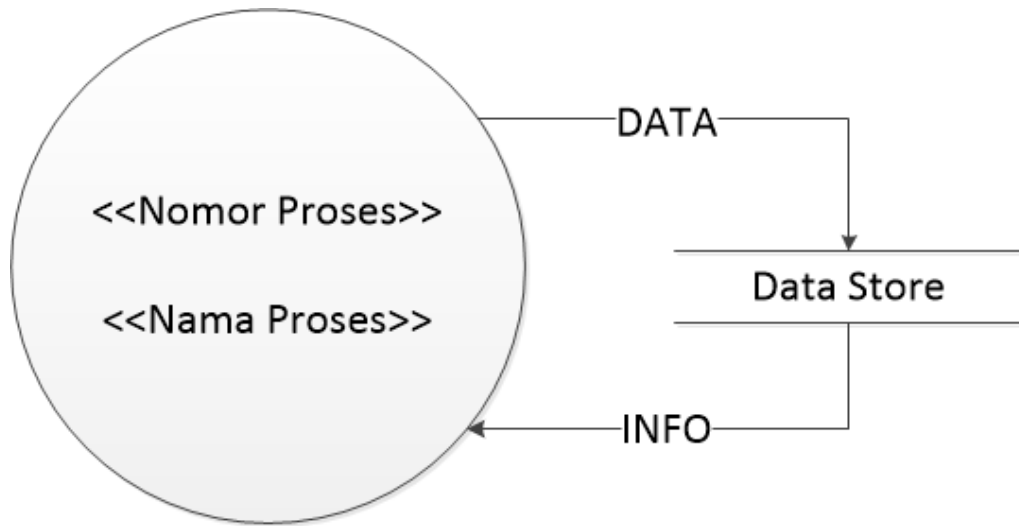 DATA
<<Nomor Proses>>
Data Store
<<Nama Proses>>
INFO